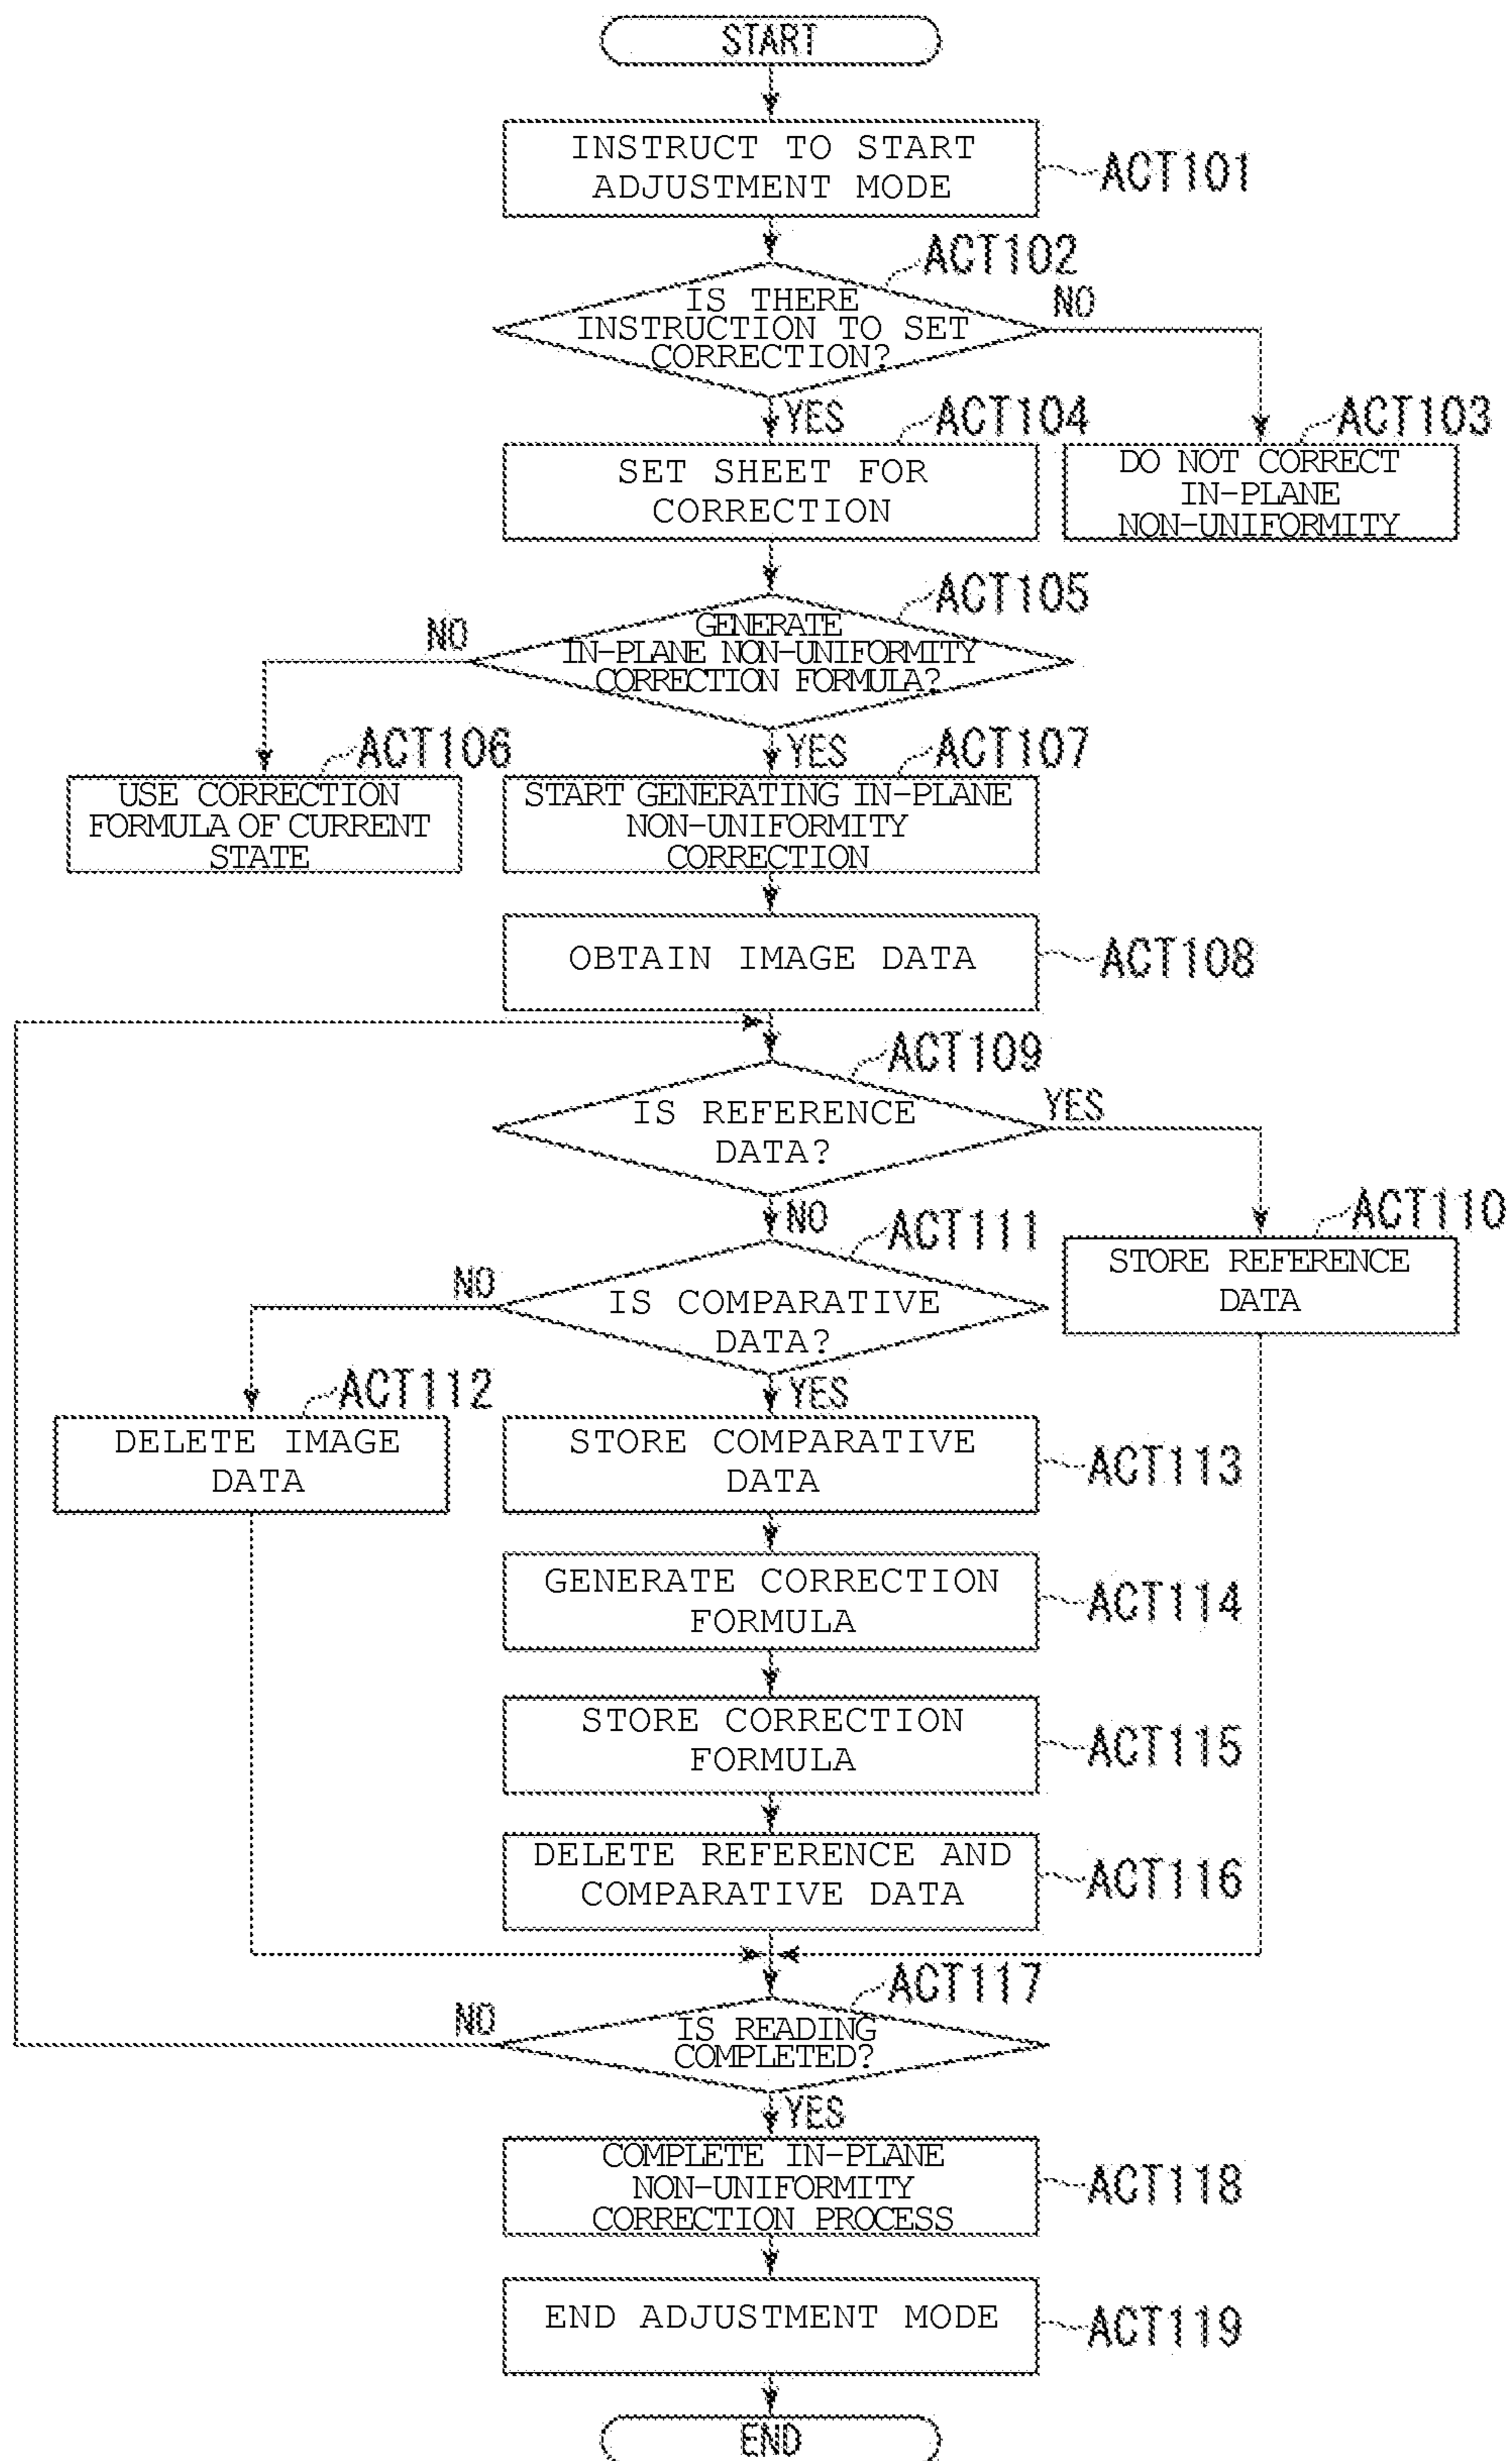 START
INSTRUCT TO START
ADJUSTMENT MODE
ACT101
ACT102
IS THERE
INSTRUCTION TO SET
CORRECTION?
NO
YES
ACT104
SET SHEET FOR
CORRECTION
ACT103
DO NOT CORRECT
IN-PLANE
NON-UNIFORMITY
ACT105
GENERATE
IN-PLANE NON-UNIFORMITY
CORRECTION FORMULA?
NO
ACT106
USE CORRECTION
FORMULA OF CURRENT
STATE
YES
ACT107
START GENERATING IN-PLANE
NON-UNIFORMITY
CORRECTION
OBTAIN IMAGE DATA
ACT108
ACT109
IS REFERENCE
DATA?
YES
NO
ACT110
STORE REFERENCE
DATA
ACT111
IS COMPARATIVE
DATA?
NO
ACT112
DELETE IMAGE
DATA
YES
STORE COMPARATIVE
DATA
ACT113
GENERATE CORRECTION
FORMULA
ACT114
STORE CORRECTION
FORMULA
ACT115
DELETE REFERENCE AND
COMPARATIVE DATA
ACT116
ACT117
IS READING
COMPLETED?
NO
YES
COMPLETE IN-PLANE
NON-UNIFORMITY
CORRECTION PROCESS
ACT118
END ADJUSTMENT MODE
ACT119
END